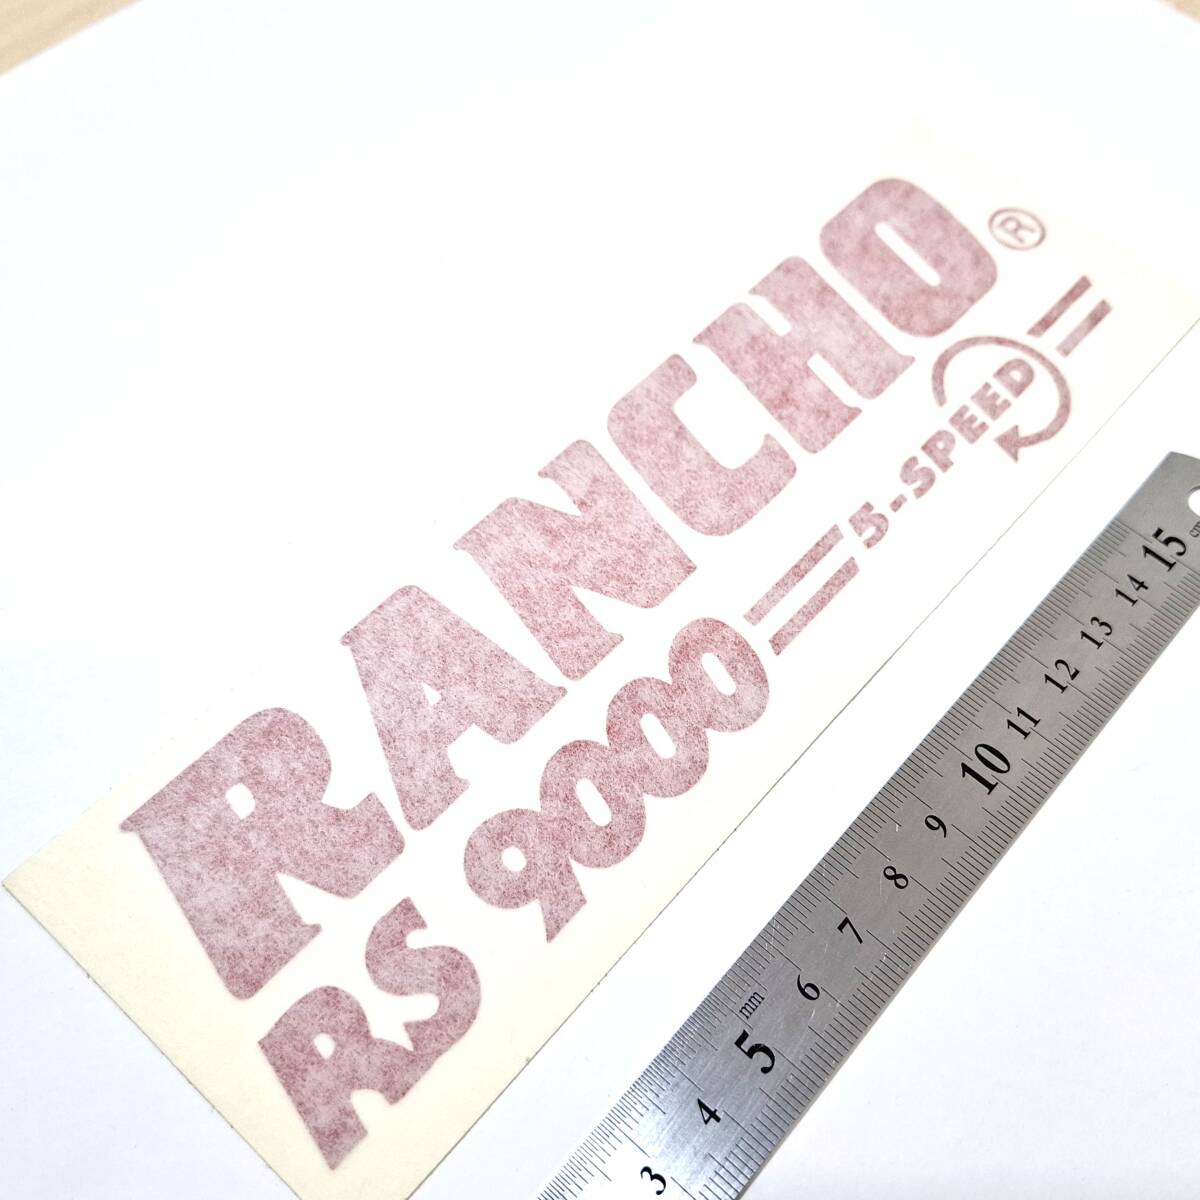 RANCHO®
RS 9000 5-SPEED
3 4 5 6 7 8 9 10 11 12 13 14 15
mm